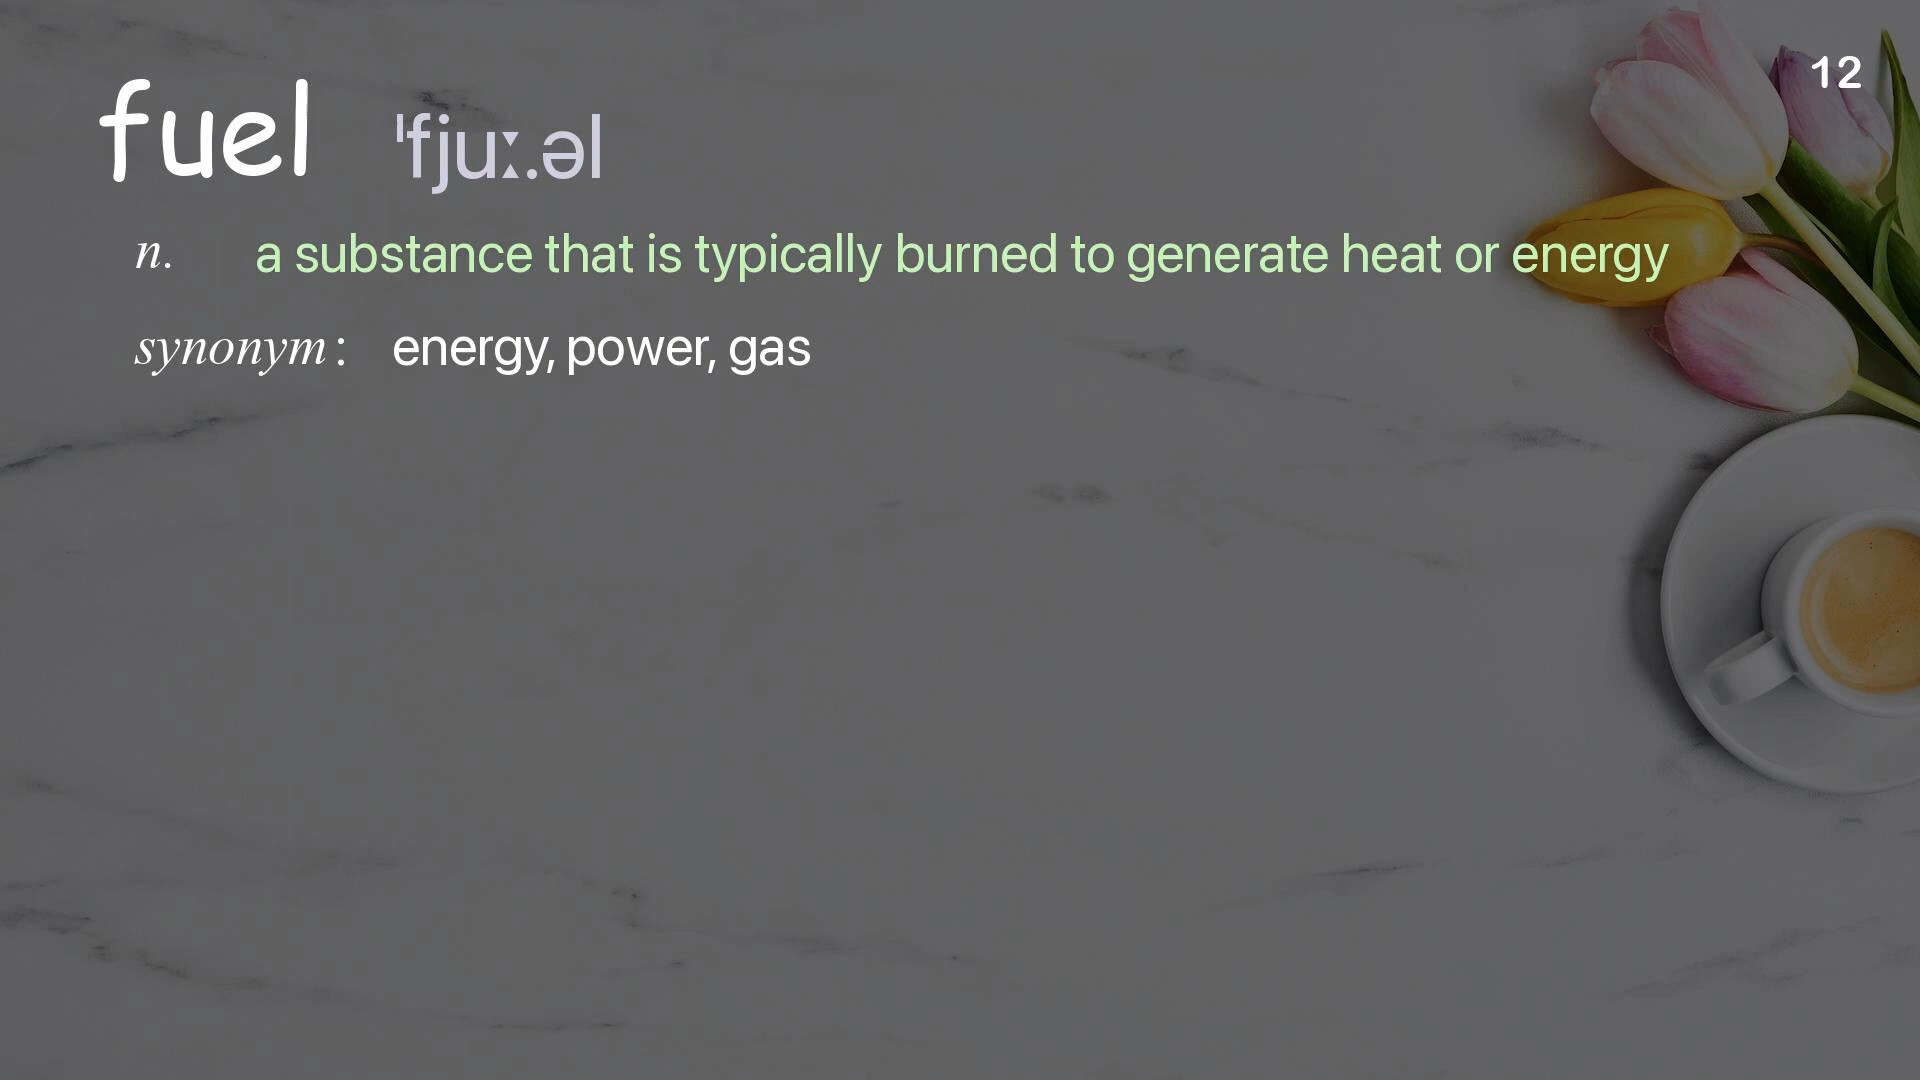 12
fuel ˈfjuː.əl
n. a substance that is typically burned to generate heat or energy
synonym: energy, power, gas